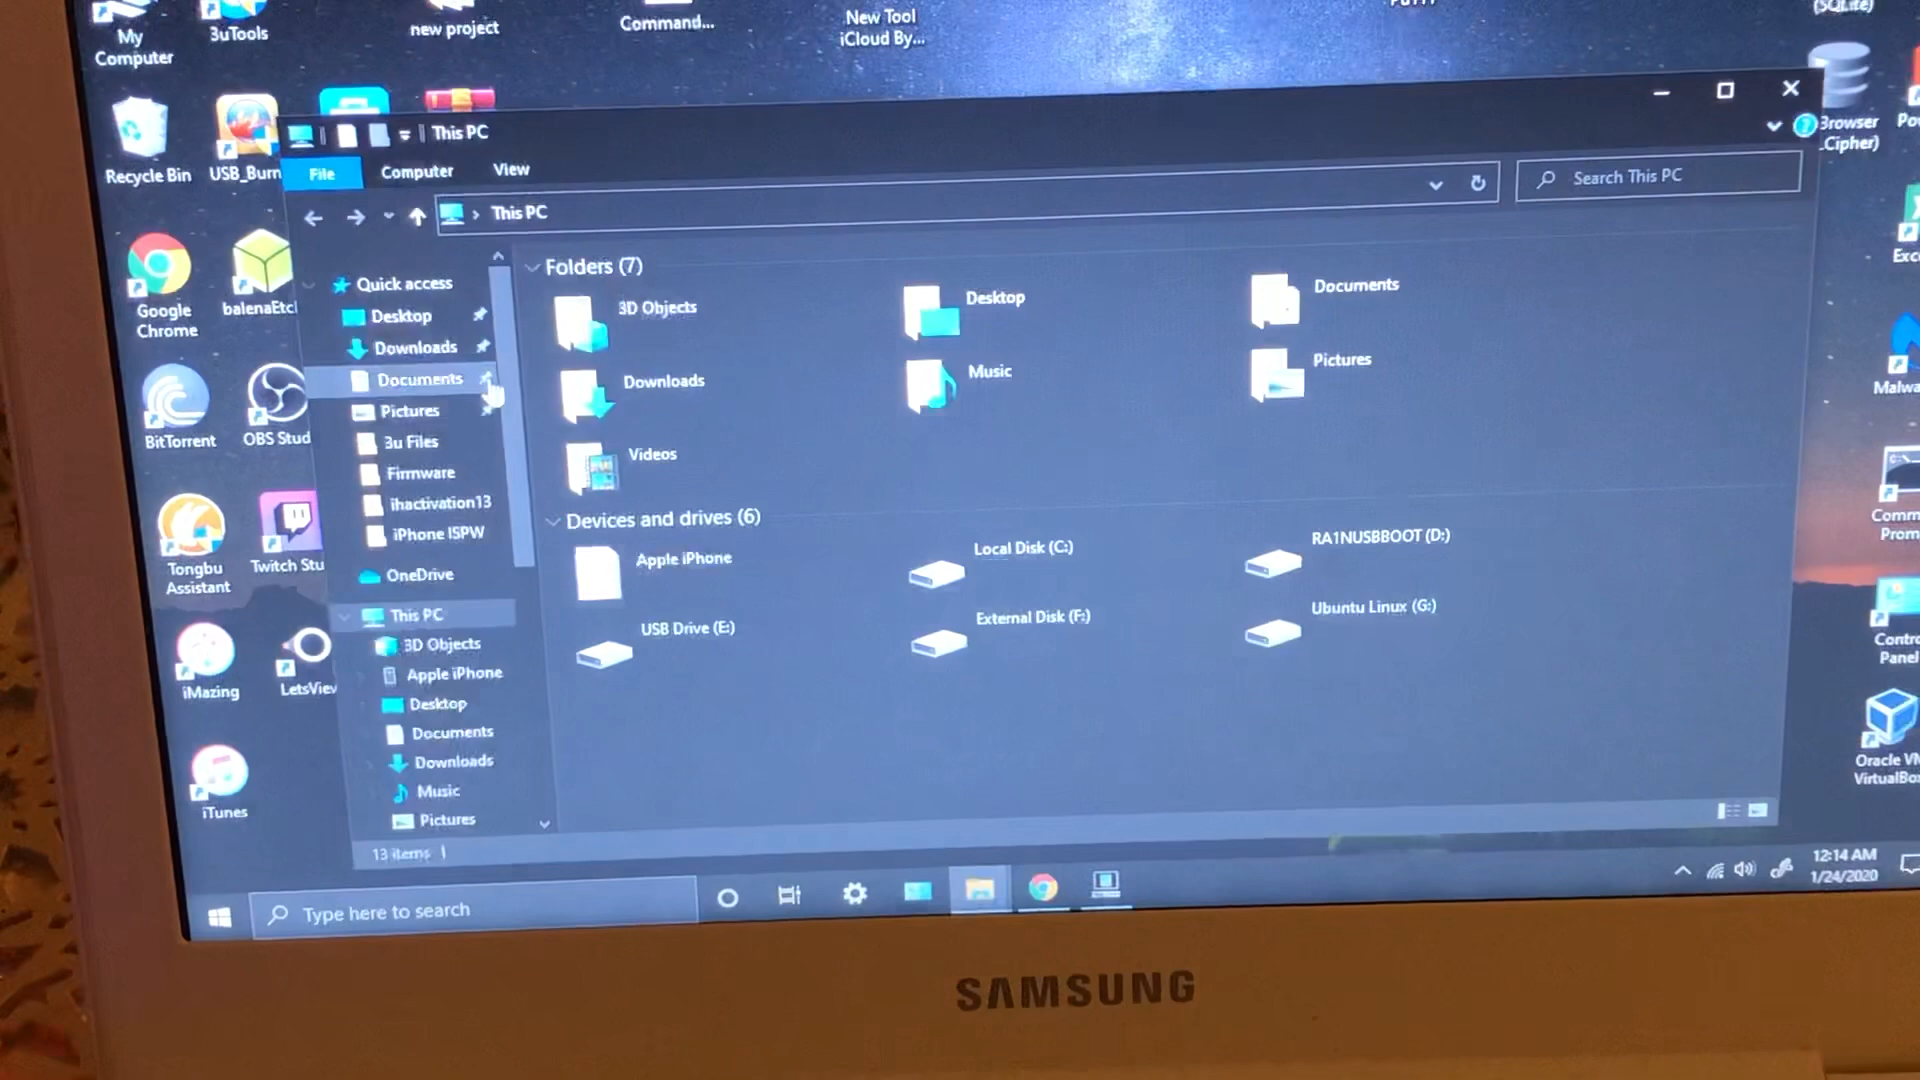 My
Computer
3uTools
new project
Command...
New Tool
iCloud By...
(SQLite)
Recycle Bin
USB_Burn
Google
Chrome
balenaEtcl
BitTorrent
OBS Stud
Tongbu
Assistant
Twitch Stu
iMazing
LetsView
iTunes
This PC
File
Computer
View
This PC
Search This PC
Quick access
Desktop
Downloads
Documents
Pictures
3u Files
Firmware
ihactivation13
iPhone ISPW
OneDrive
This PC
3D Objects
Apple iPhone
Desktop
Documents
Downloads
Music
Pictures
Folders (7)
3D Objects
Desktop
Documents
Downloads
Music
Pictures
Videos
Devices and drives (6)
Apple iPhone
Local Disk (C:)
RA1NUSBBOOT (D:)
USB Drive (E:)
External Disk (F:)
Ubuntu Linux (G:)
13 items
Browser
Cipher)
Po
Exc
Malwa
Comm
Prom
Contro
Panel
Oracle VM
VirtualBo
Type here to search
12:14 AM
1/24/2020
SAMSUNG